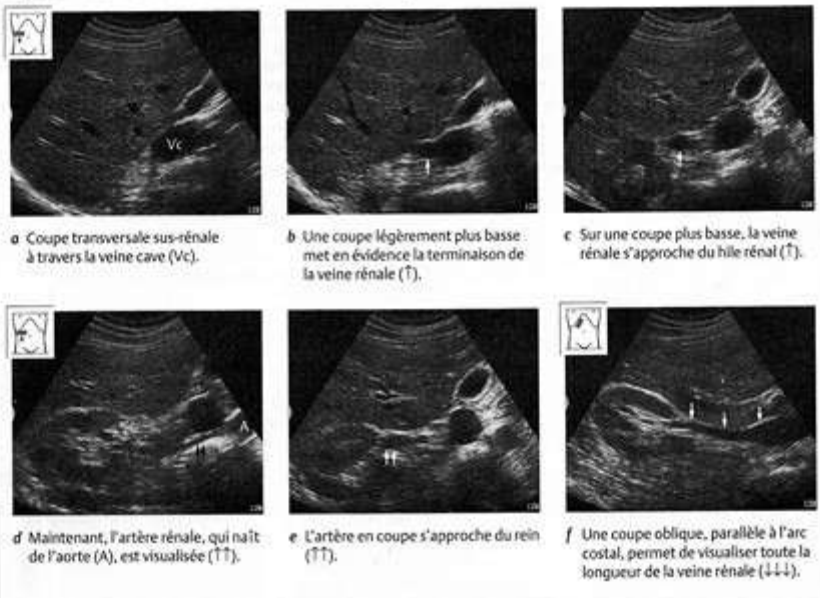 Vc
a Coupe transversale sus-rénale
à travers la veine cave (Vc).
b Une coupe légèrement plus basse
met en évidence la terminaison de
la veine rénale (↑).
c Sur une coupe plus basse, la veine
rénale s'approche du hile rénal (↑).
A
d Maintenant, l'artère rénale, qui naît
de l'aorte (A), est visualisée (↑↑).
e L'artère en coupe s'approche du rein
(↑↑).
f Une coupe oblique, parallèle à l'arc
costal, permet de visualiser toute la
longueur de la veine rénale (↓↓↓).